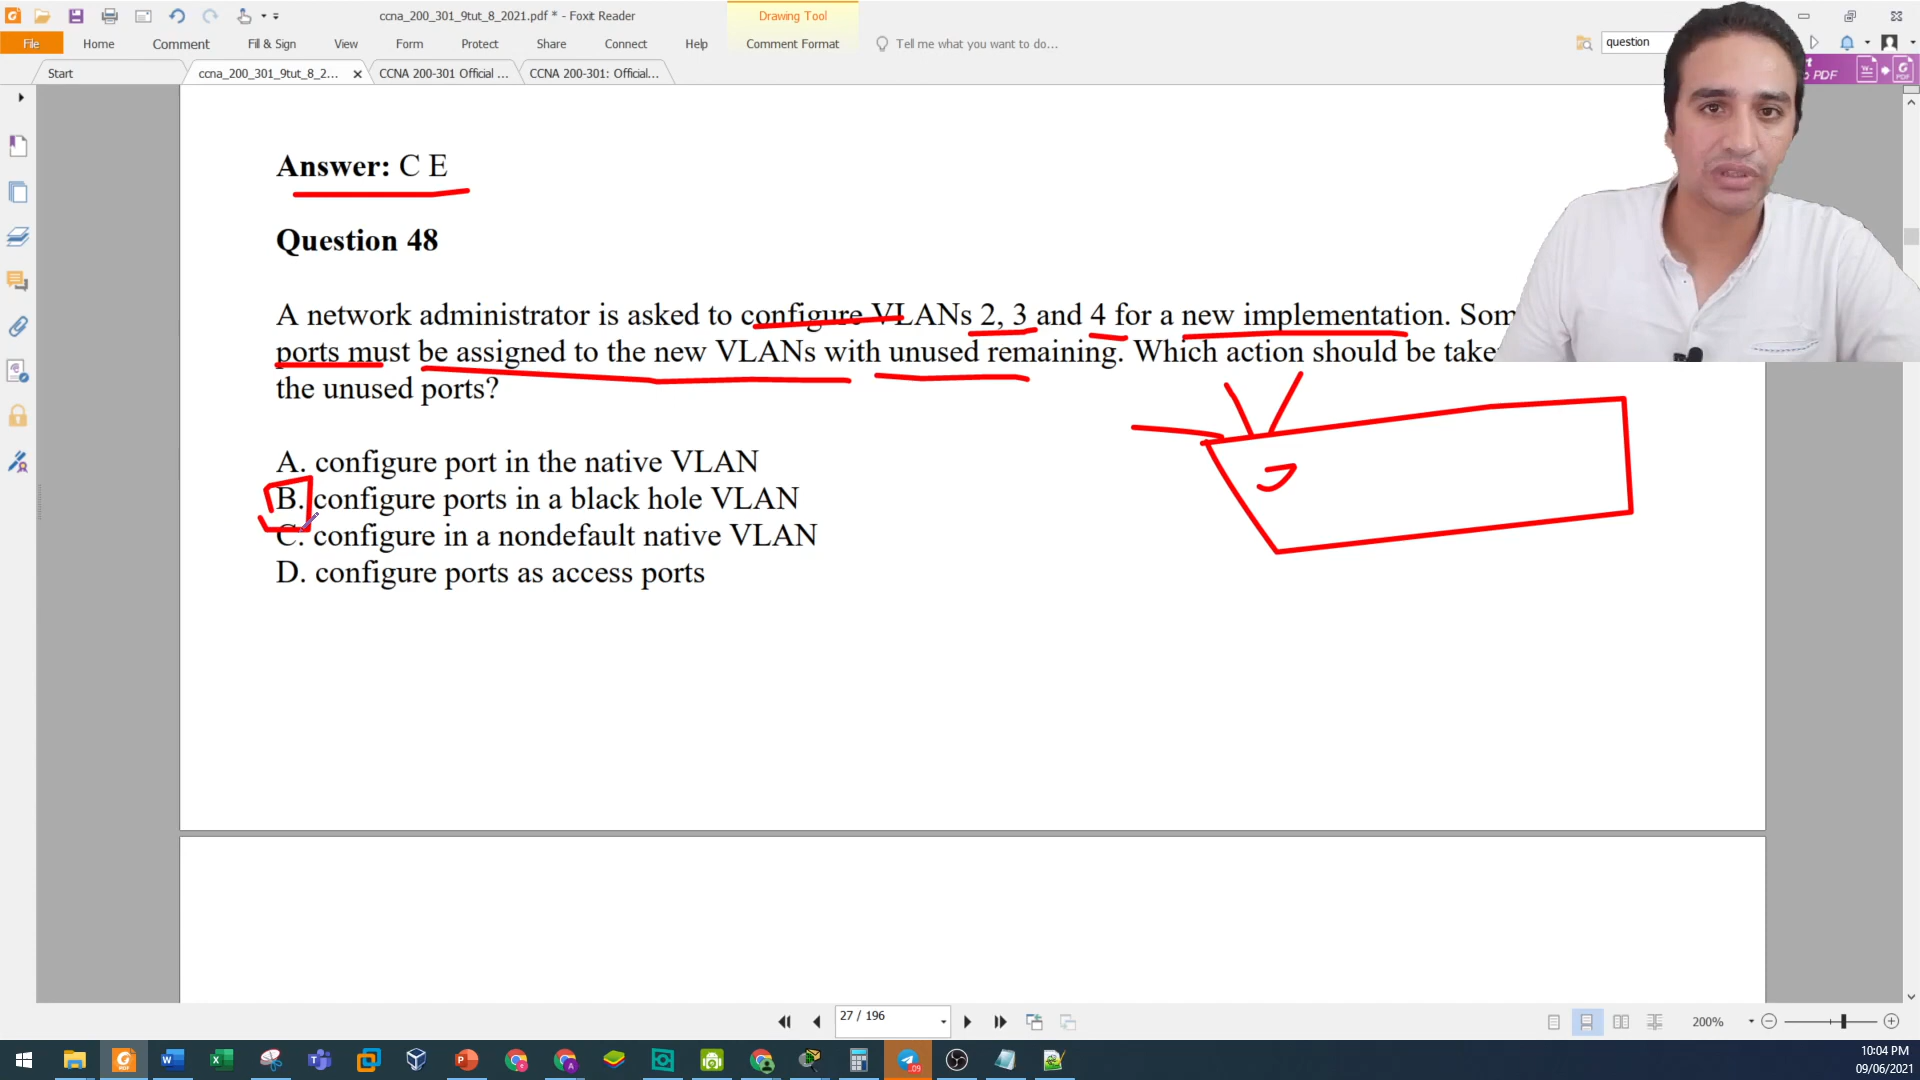 ccna_200_301_9tut_8_2021.pdf * - Foxit Reader
Drawing Tool
File
Home
Comment
Fill & Sign
View
Form
Protect
Share
Connect
Help
Comment Format
Tell me what you want to do...
question
Start
ccna_200_301_9tut_8_2...
CCNA 200-301 Official ...
CCNA 200-301: Official...
PDF
Answer: C E
Question 48
A network administrator is asked to configure VLANs 2, 3 and 4 for a new implementation. Som
ports must be assigned to the new VLANs with unused remaining. Which action should be take
the unused ports?
A. configure port in the native VLAN
B. configure ports in a black hole VLAN
C. configure in a nondefault native VLAN
D. configure ports as access ports
27 / 196
200%
10:04 PM
09/06/2021